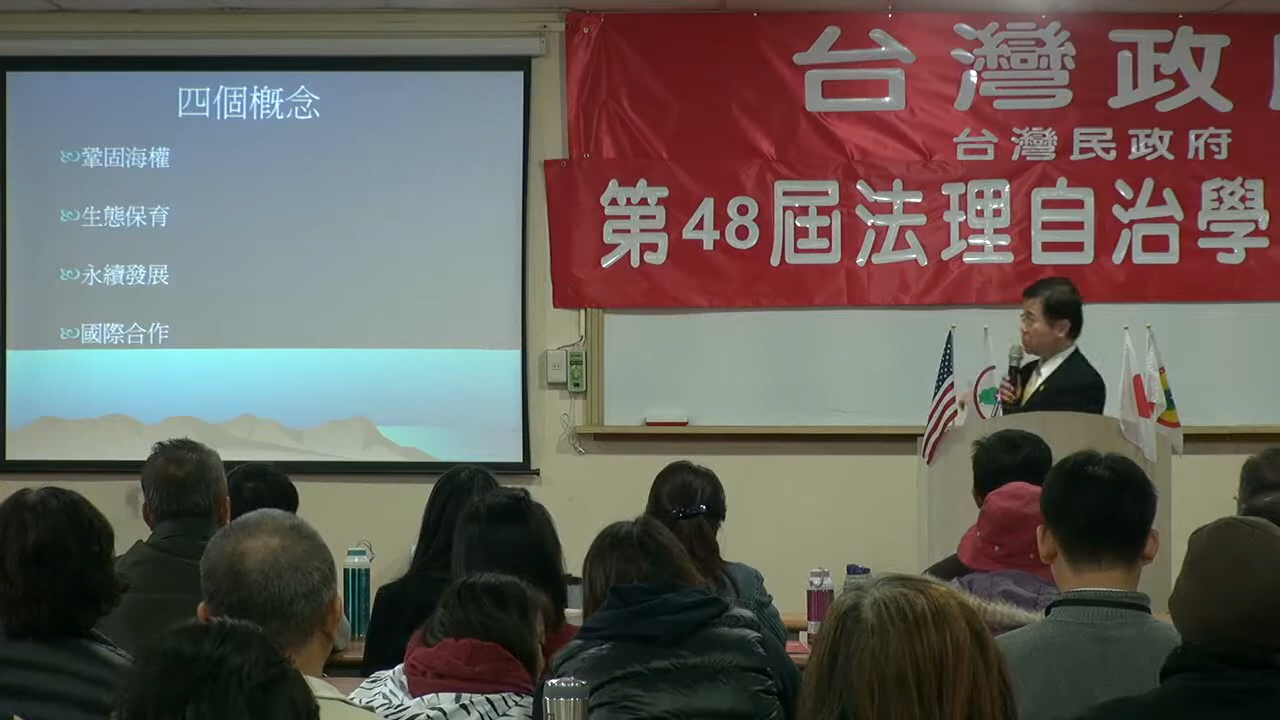 四個概念
鞏固海權
生態保育
永續發展
國際合作
台灣政
台灣民政府
第48屆法理自治學